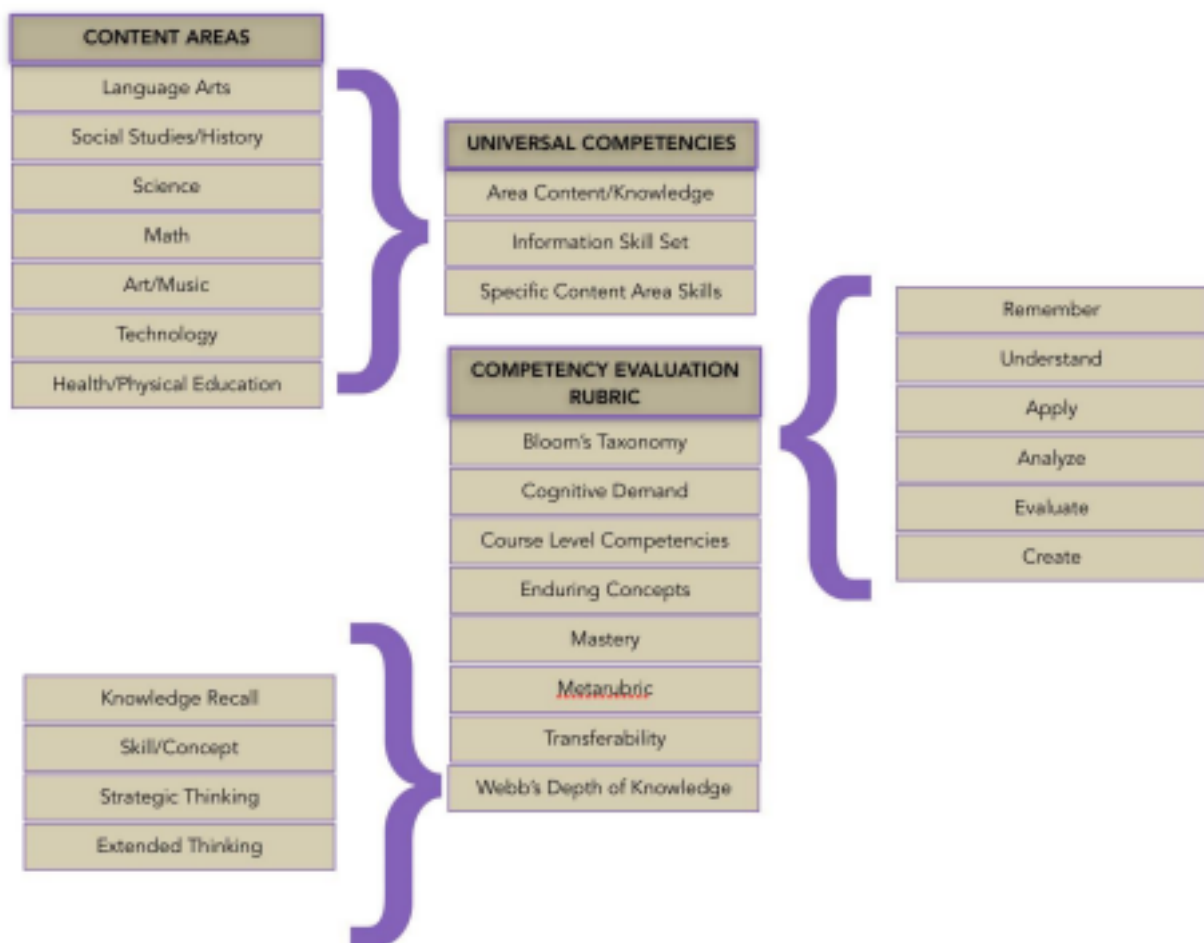 CONTENT AREAS
Language Arts
Social Studies/History
Science
Math
Art/Music
Technology
Health/Physical Education
UNIVERSAL COMPETENCIES
Area Content/Knowledge
Information Skill Set
Specific Content Area Skills
COMPETENCY EVALUATION
RUBRIC
Bloom's Taxonomy
Cognitive Demand
Course Level Competencies
Enduring Concepts
Mastery
Metarubric
Transferability
Webb's Depth of Knowledge
Remember
Understand
Apply
Analyze
Evaluate
Create
Knowledge Recall
Skill/Concept
Strategic Thinking
Extended Thinking